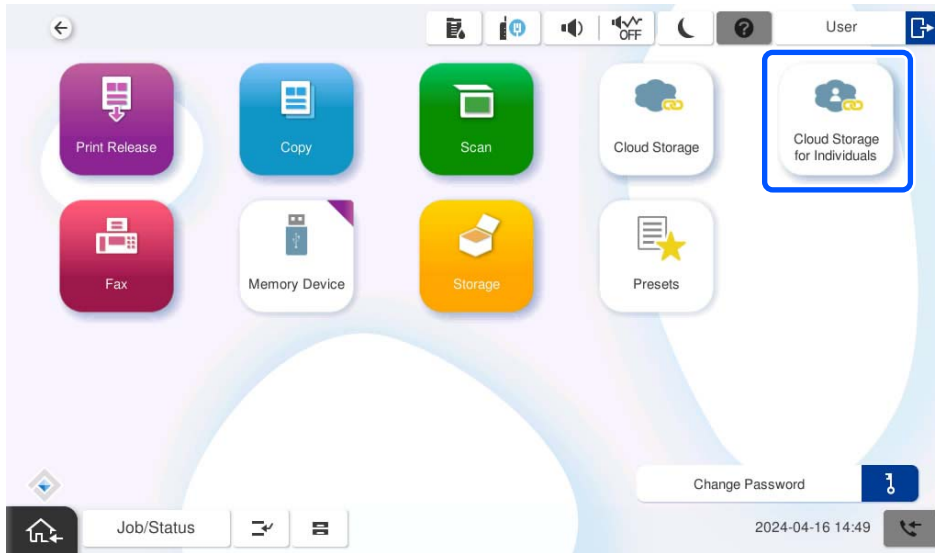 OFF
User
Print Release
Copy
Scan
Cloud Storage
Cloud Storage
for Individuals
Fax
Memory Device
Storage
Presets
Change Password
Job/Status
2024-04-16 14:49